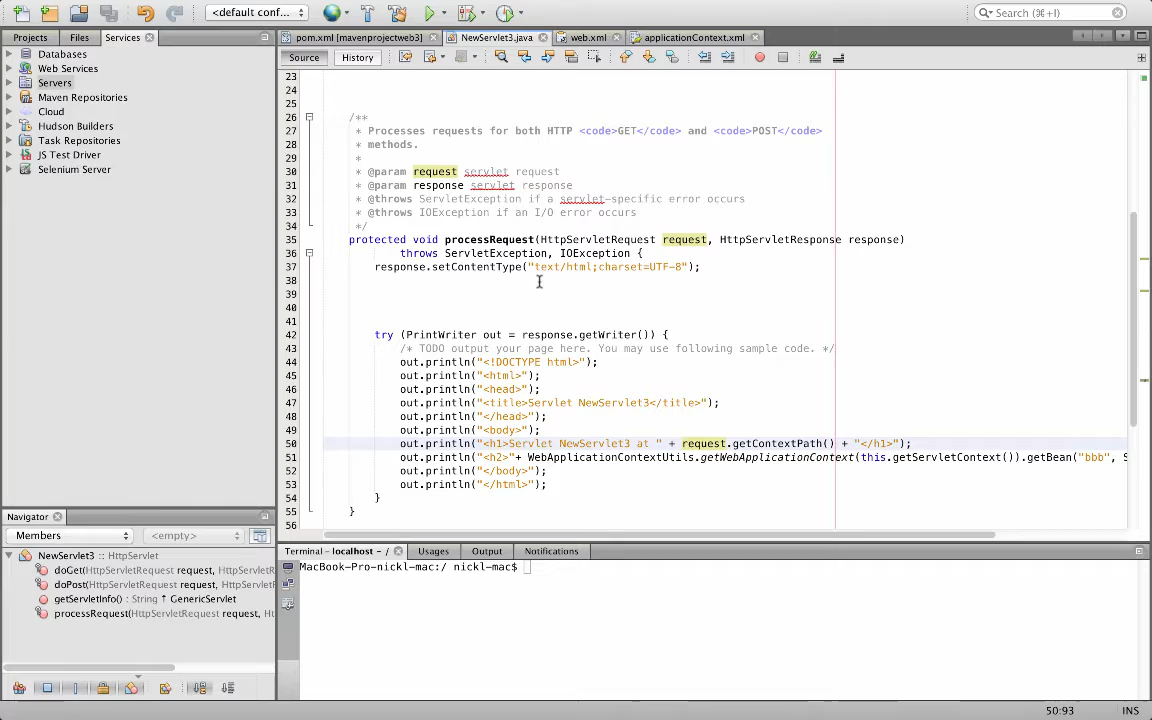 <default conf...
Search (⌘+I)
Projects
Files
Services
pom.xml [mavenprojectweb3]
NewServlet3.java
web.xml
applicationContext.xml
Databases
Web Services
Servers
Maven Repositories
Cloud
Hudson Builders
Task Repositories
JS Test Driver
Selenium Server
Source
History
23
24
25
26 /**
27 * Processes requests for both HTTP <code>GET</code> and <code>POST</code>
28 * methods.
29 *
30 * @param request servlet request
31 * @param response servlet response
32 * @throws ServletException if a servlet-specific error occurs
33 * @throws IOException if an I/O error occurs
34 */
35 protected void processRequest(HttpServletRequest request, HttpServletResponse response)
36 throws ServletException, IOException {
37 response.setContentType("text/html;charset=UTF-8");
38
39
40
41
42 try (PrintWriter out = response.getWriter()) {
43 /* TODO output your page here. You may use following sample code. */
44 out.println("<!DOCTYPE html>");
45 out.println("<html>");
46 out.println("<head>");
47 out.println("<title>Servlet NewServlet3</title>");
48 out.println("</head>");
49 out.println("<body>");
50 out.println("<h1>Servlet NewServlet3 at " + request.getContextPath() + "</h1>");
51 out.println("<h2>"+ WebApplicationContextUtils.getWebApplicationContext(this.getServletContext()).getBean("bbb", S
52 out.println("</body>");
53 out.println("</html>");
54 }
55 }
56
Navigator
Members
<empty>
NewServlet3 :: HttpServlet
doGet(HttpServletRequest request, HttpServletR
doPost(HttpServletRequest request, HttpServlet
getServletInfo() : String ↑ GenericServlet
processRequest(HttpServletRequest request, Ht
Terminal - localhost - /
Usages
Output
Notifications
MacBook-Pro-nickl-mac:/ nickl-mac$
50:93
INS